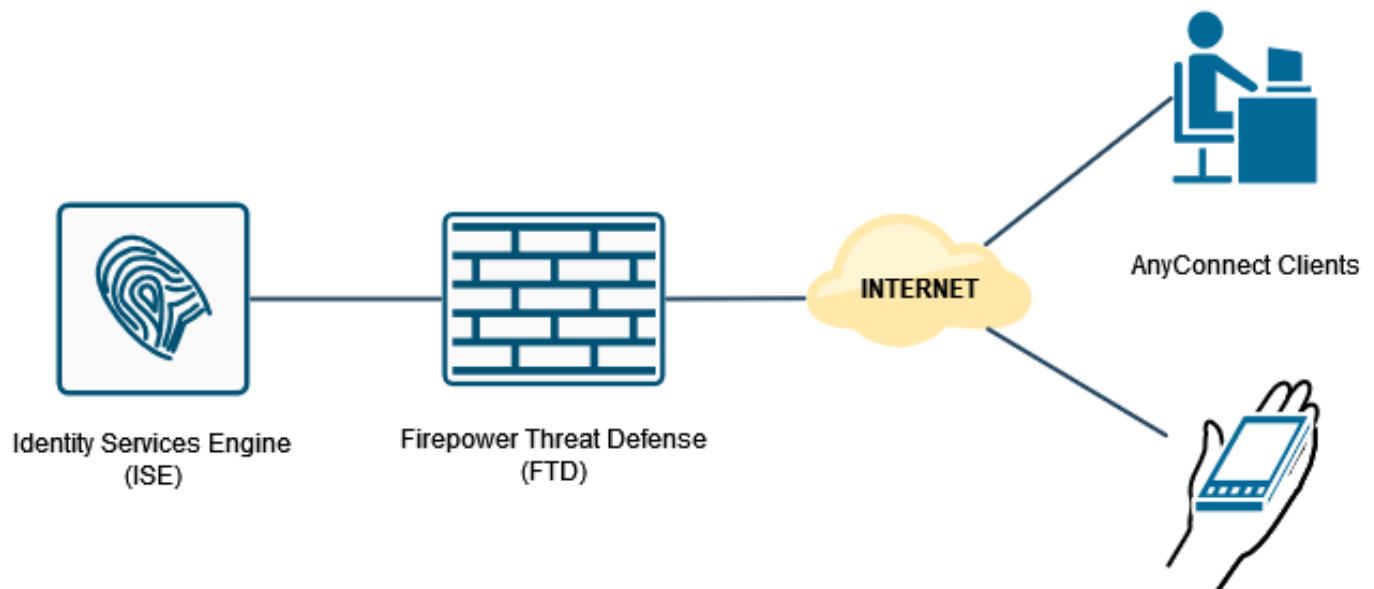 INTERNET
AnyConnect Clients
Identity Services Engine
(ISE)
Firepower Threat Defense
(FTD)